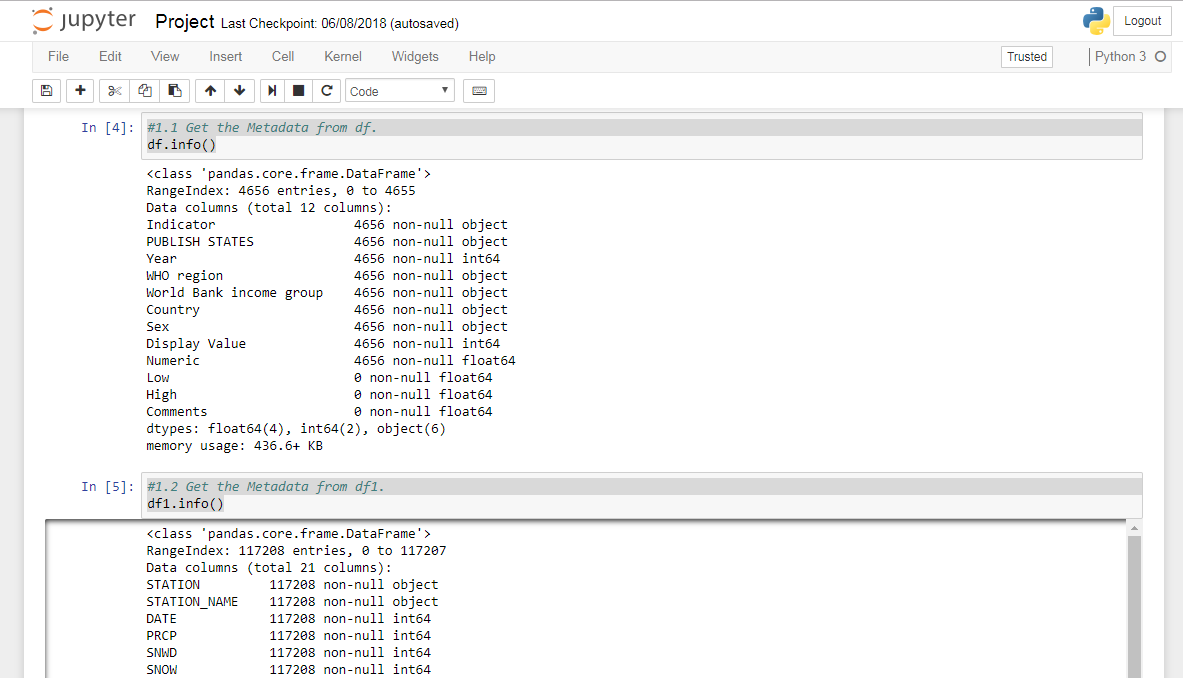 jupyter Project Last Checkpoint: 06/08/2018 (autosaved) Logout
File Edit View Insert Cell Kernel Widgets Help Trusted Python 3
Code
In [4]: #1.1 Get the Metadata from df.
df.info()
<class 'pandas.core.frame.DataFrame'>
RangeIndex: 4656 entries, 0 to 4655
Data columns (total 12 columns):
Indicator 4656 non-null object
PUBLISH STATES 4656 non-null object
Year 4656 non-null int64
WHO region 4656 non-null object
World Bank income group 4656 non-null object
Country 4656 non-null object
Sex 4656 non-null object
Display Value 4656 non-null int64
Numeric 4656 non-null float64
Low 0 non-null float64
High 0 non-null float64
Comments 0 non-null float64
dtypes: float64(4), int64(2), object(6)
memory usage: 436.6+ KB
In [5]: #1.2 Get the Metadata from df1.
df1.info()
<class 'pandas.core.frame.DataFrame'>
RangeIndex: 117208 entries, 0 to 117207
Data columns (total 21 columns):
STATION 117208 non-null object
STATION_NAME 117208 non-null object
DATE 117208 non-null int64
PRCP 117208 non-null int64
SNWD 117208 non-null int64
SNOW 117208 non-null int64